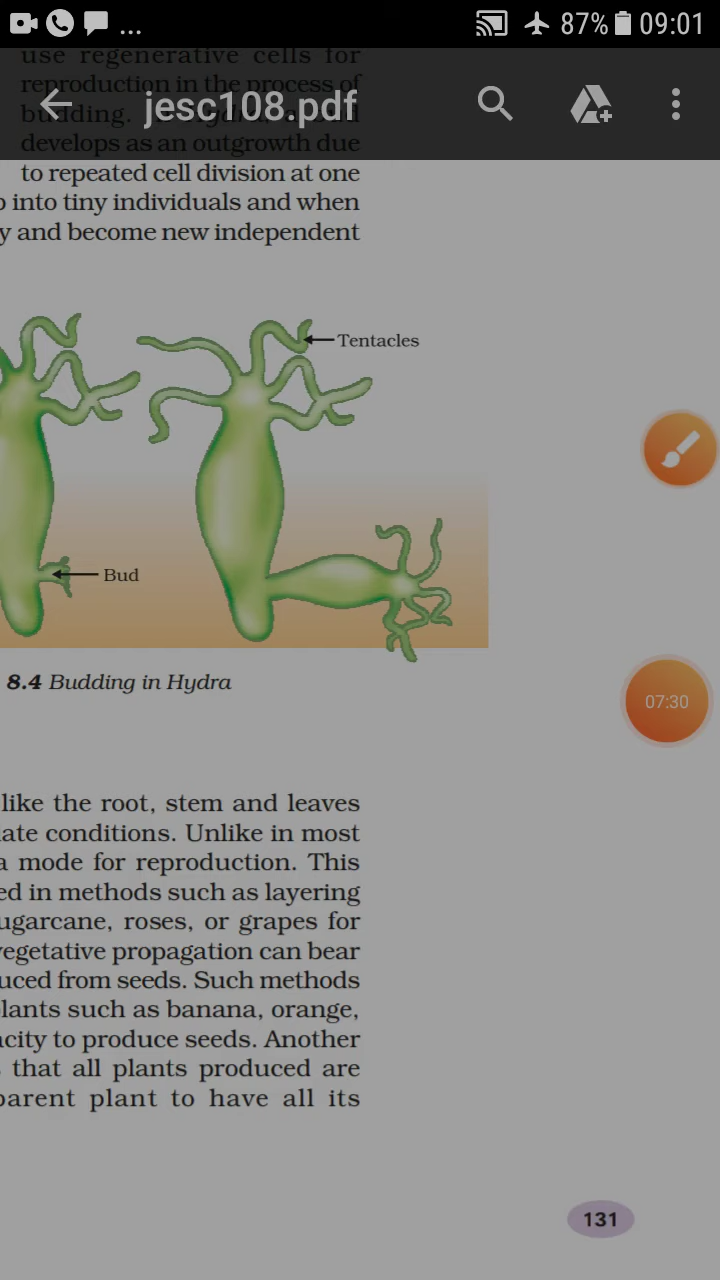 ... 87% 09:01
use regenerative cells for
reproduction in the process of
jesc108.pdf
budding.
develops as an outgrowth due
to repeated cell division at one
into tiny individuals and when
and become new independent
Tentacles
Bud
8.4 Budding in Hydra
07:30
like the root, stem and leaves
iate conditions. Unlike in most
a mode for reproduction. This
ed in methods such as layering
ugarcane, roses, or grapes for
vegetative propagation can bear
uced from seeds. Such methods
lants such as banana, orange,
acity to produce seeds. Another
that all plants produced are
parent plant to have all its
131